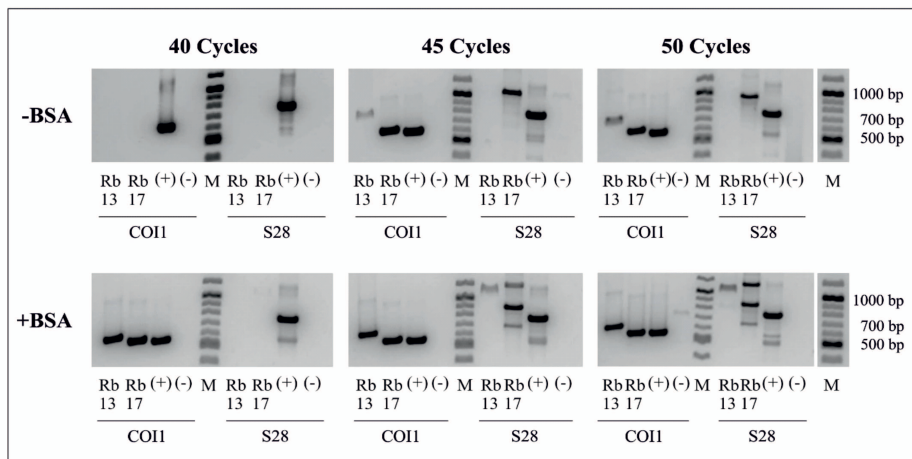 40 Cycles 45 Cycles 50 Cycles
-BSA
1000 bp
700 bp
500 bp
Rb Rb (+) (-) M Rb Rb (+) (-) Rb Rb (+) (-) M Rb Rb (+) (-) Rb Rb (+) (-) M Rb Rb (+) (-) M
13 17 13 17 13 17 13 17 13 17 13 17
COI1 S28 COI1 S28 COI1 S28
+BSA
1000 bp
700 bp
500 bp
Rb Rb (+) (-) M Rb Rb (+) (-) Rb Rb (+) (-) M Rb Rb (+) (-) Rb Rb (+) (-) M Rb Rb (+) (-) M
13 17 13 17 13 17 13 17 13 17 13 17
COI1 S28 COI1 S28 COI1 S28